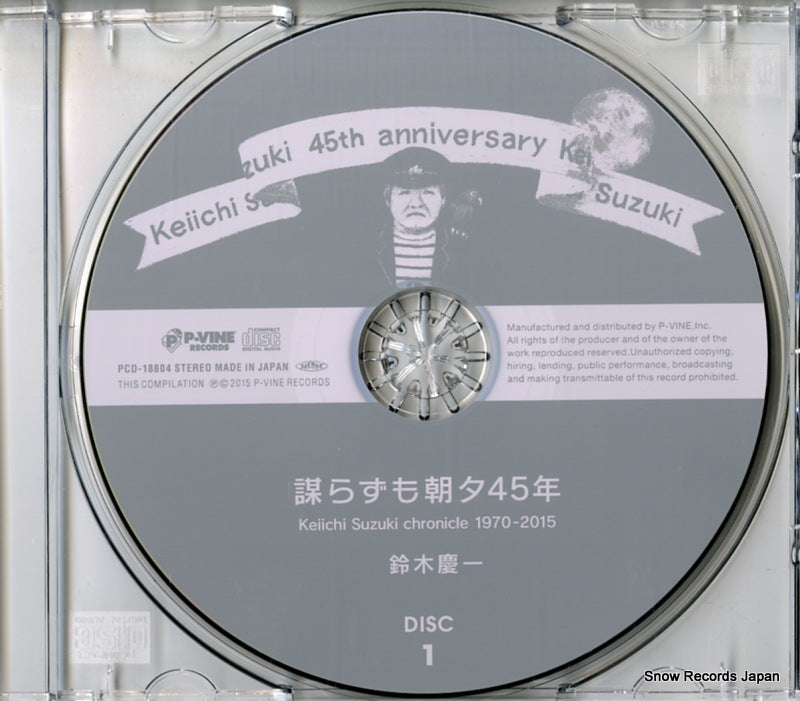 Keiichi Su
zuki 45th anniversary Kei
Suzuki
P-VINE
RECORDS
COMPACT
disc
DIGITAL AUDIO
PCD-18804 STEREO MADE IN JAPAN
THIS COMPILATION ℗©2015 P-VINE RECORDS
Manufactured and distributed by P-VINE,Inc.
All rights of the producer and of the owner of the
work reproduced reserved.Unauthorized copying,
hiring, lending, public performance, broadcasting
and making transmittable of this record prohibited.
謀らずも朝夕45年
Keiichi Suzuki chronicle 1970-2015
鈴木慶一
DISC
1
Snow Records Japan